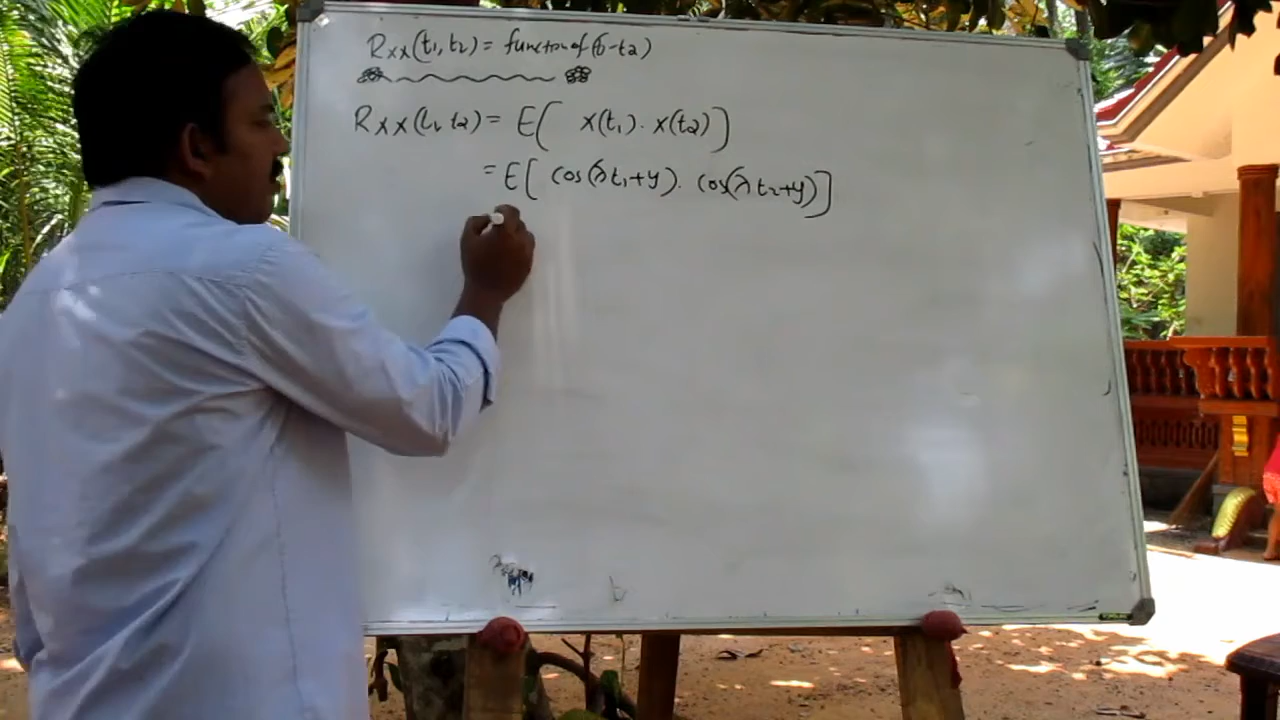 Rxx(t1, t2) = function of (t1-t2)
Rxx(t1, t2) = E[ x(t1). x(t2)]
= E[ cos(λt1+y). cos(λt2+y)]